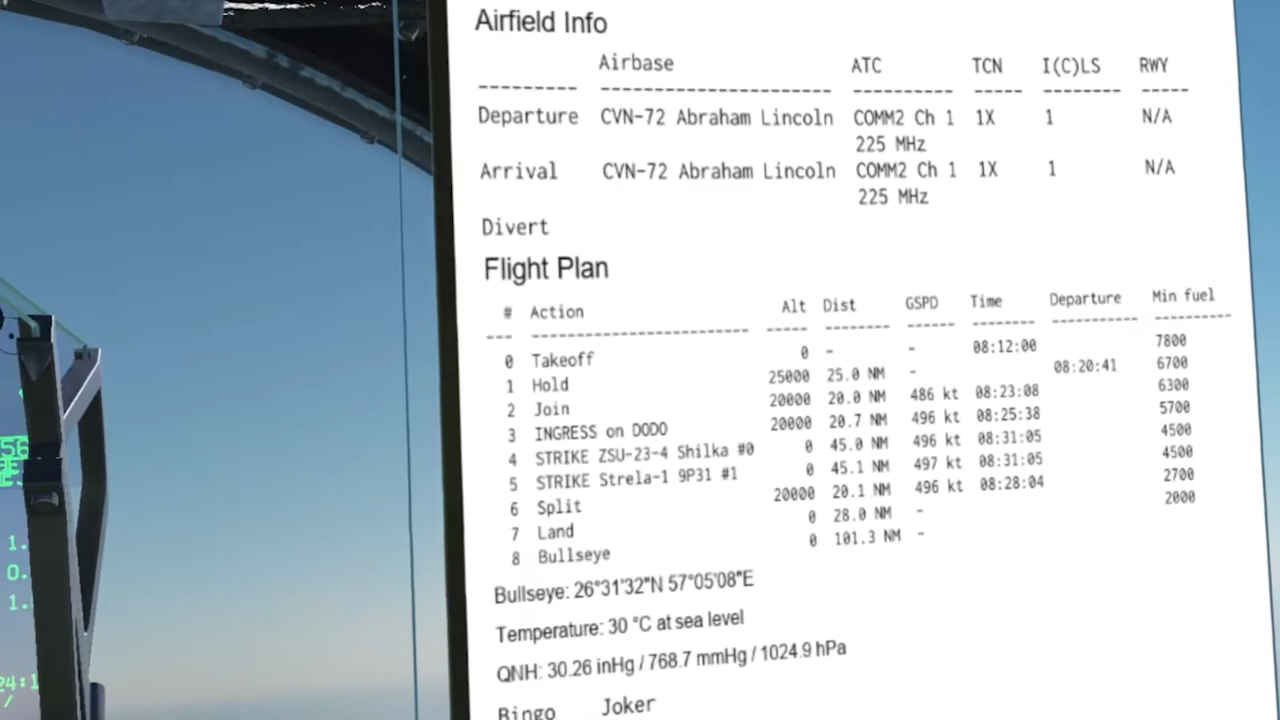 Airfield Info
Airbase ATC TCN I(C)LS RWY
Departure CVN-72 Abraham Lincoln COMM2 Ch 1 1X 1 N/A
225 MHz
Arrival CVN-72 Abraham Lincoln COMM2 Ch 1 1X 1 N/A
225 MHz
Divert
Flight Plan
# Action Alt Dist GSPD Time Departure Min fuel
0 Takeoff 0 - - 08:12:00 7800
1 Hold 25000 25.0 NM - 08:20:41 6700
2 Join 20000 20.0 NM 486 kt 08:23:08 6300
3 INGRESS on DODO 20000 20.7 NM 496 kt 08:25:38 5700
4 STRIKE ZSU-23-4 Shilka #0 0 45.0 NM 496 kt 08:31:05 4500
5 STRIKE Strela-1 9P31 #1 0 45.1 NM 497 kt 08:31:05 4500
6 Split 20000 20.1 NM 496 kt 08:28:04 2700
7 Land 0 28.0 NM - 2000
8 Bullseye 0 101.3 NM -
Bullseye: 26°31'32"N 57°05'08"E
Temperature: 30 °C at sea level
QNH: 30.26 inHg / 768.7 mmHg / 1024.9 hPa
Bingo Joker
56
1.
0.
1.
24:1